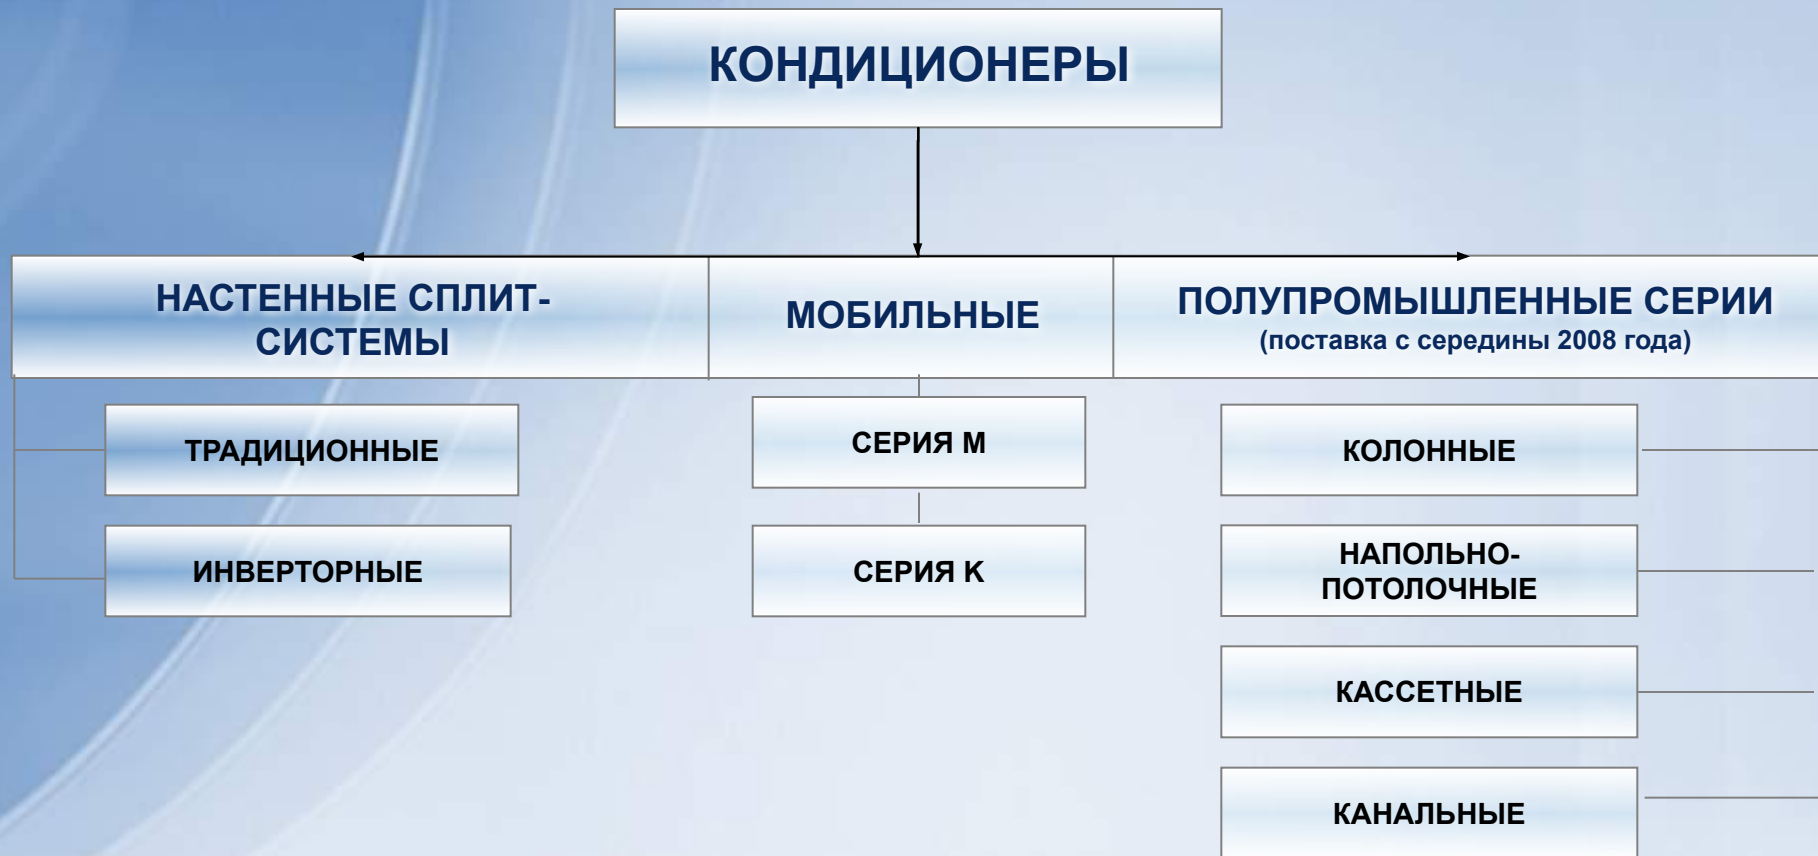 КОНДИЦИОНЕРЫ
НАСТЕННЫЕ СПЛИТ-
СИСТЕМЫ
МОБИЛЬНЫЕ
ПОЛУПРОМЫШЛЕННЫЕ СЕРИИ
(поставка с середины 2008 года)
ТРАДИЦИОННЫЕ
ИНВЕРТОРНЫЕ
СЕРИЯ М
СЕРИЯ K
КОЛОННЫЕ
НАПОЛЬНО-
ПОТОЛОЧНЫЕ
КАССЕТНЫЕ
КАНАЛЬНЫЕ